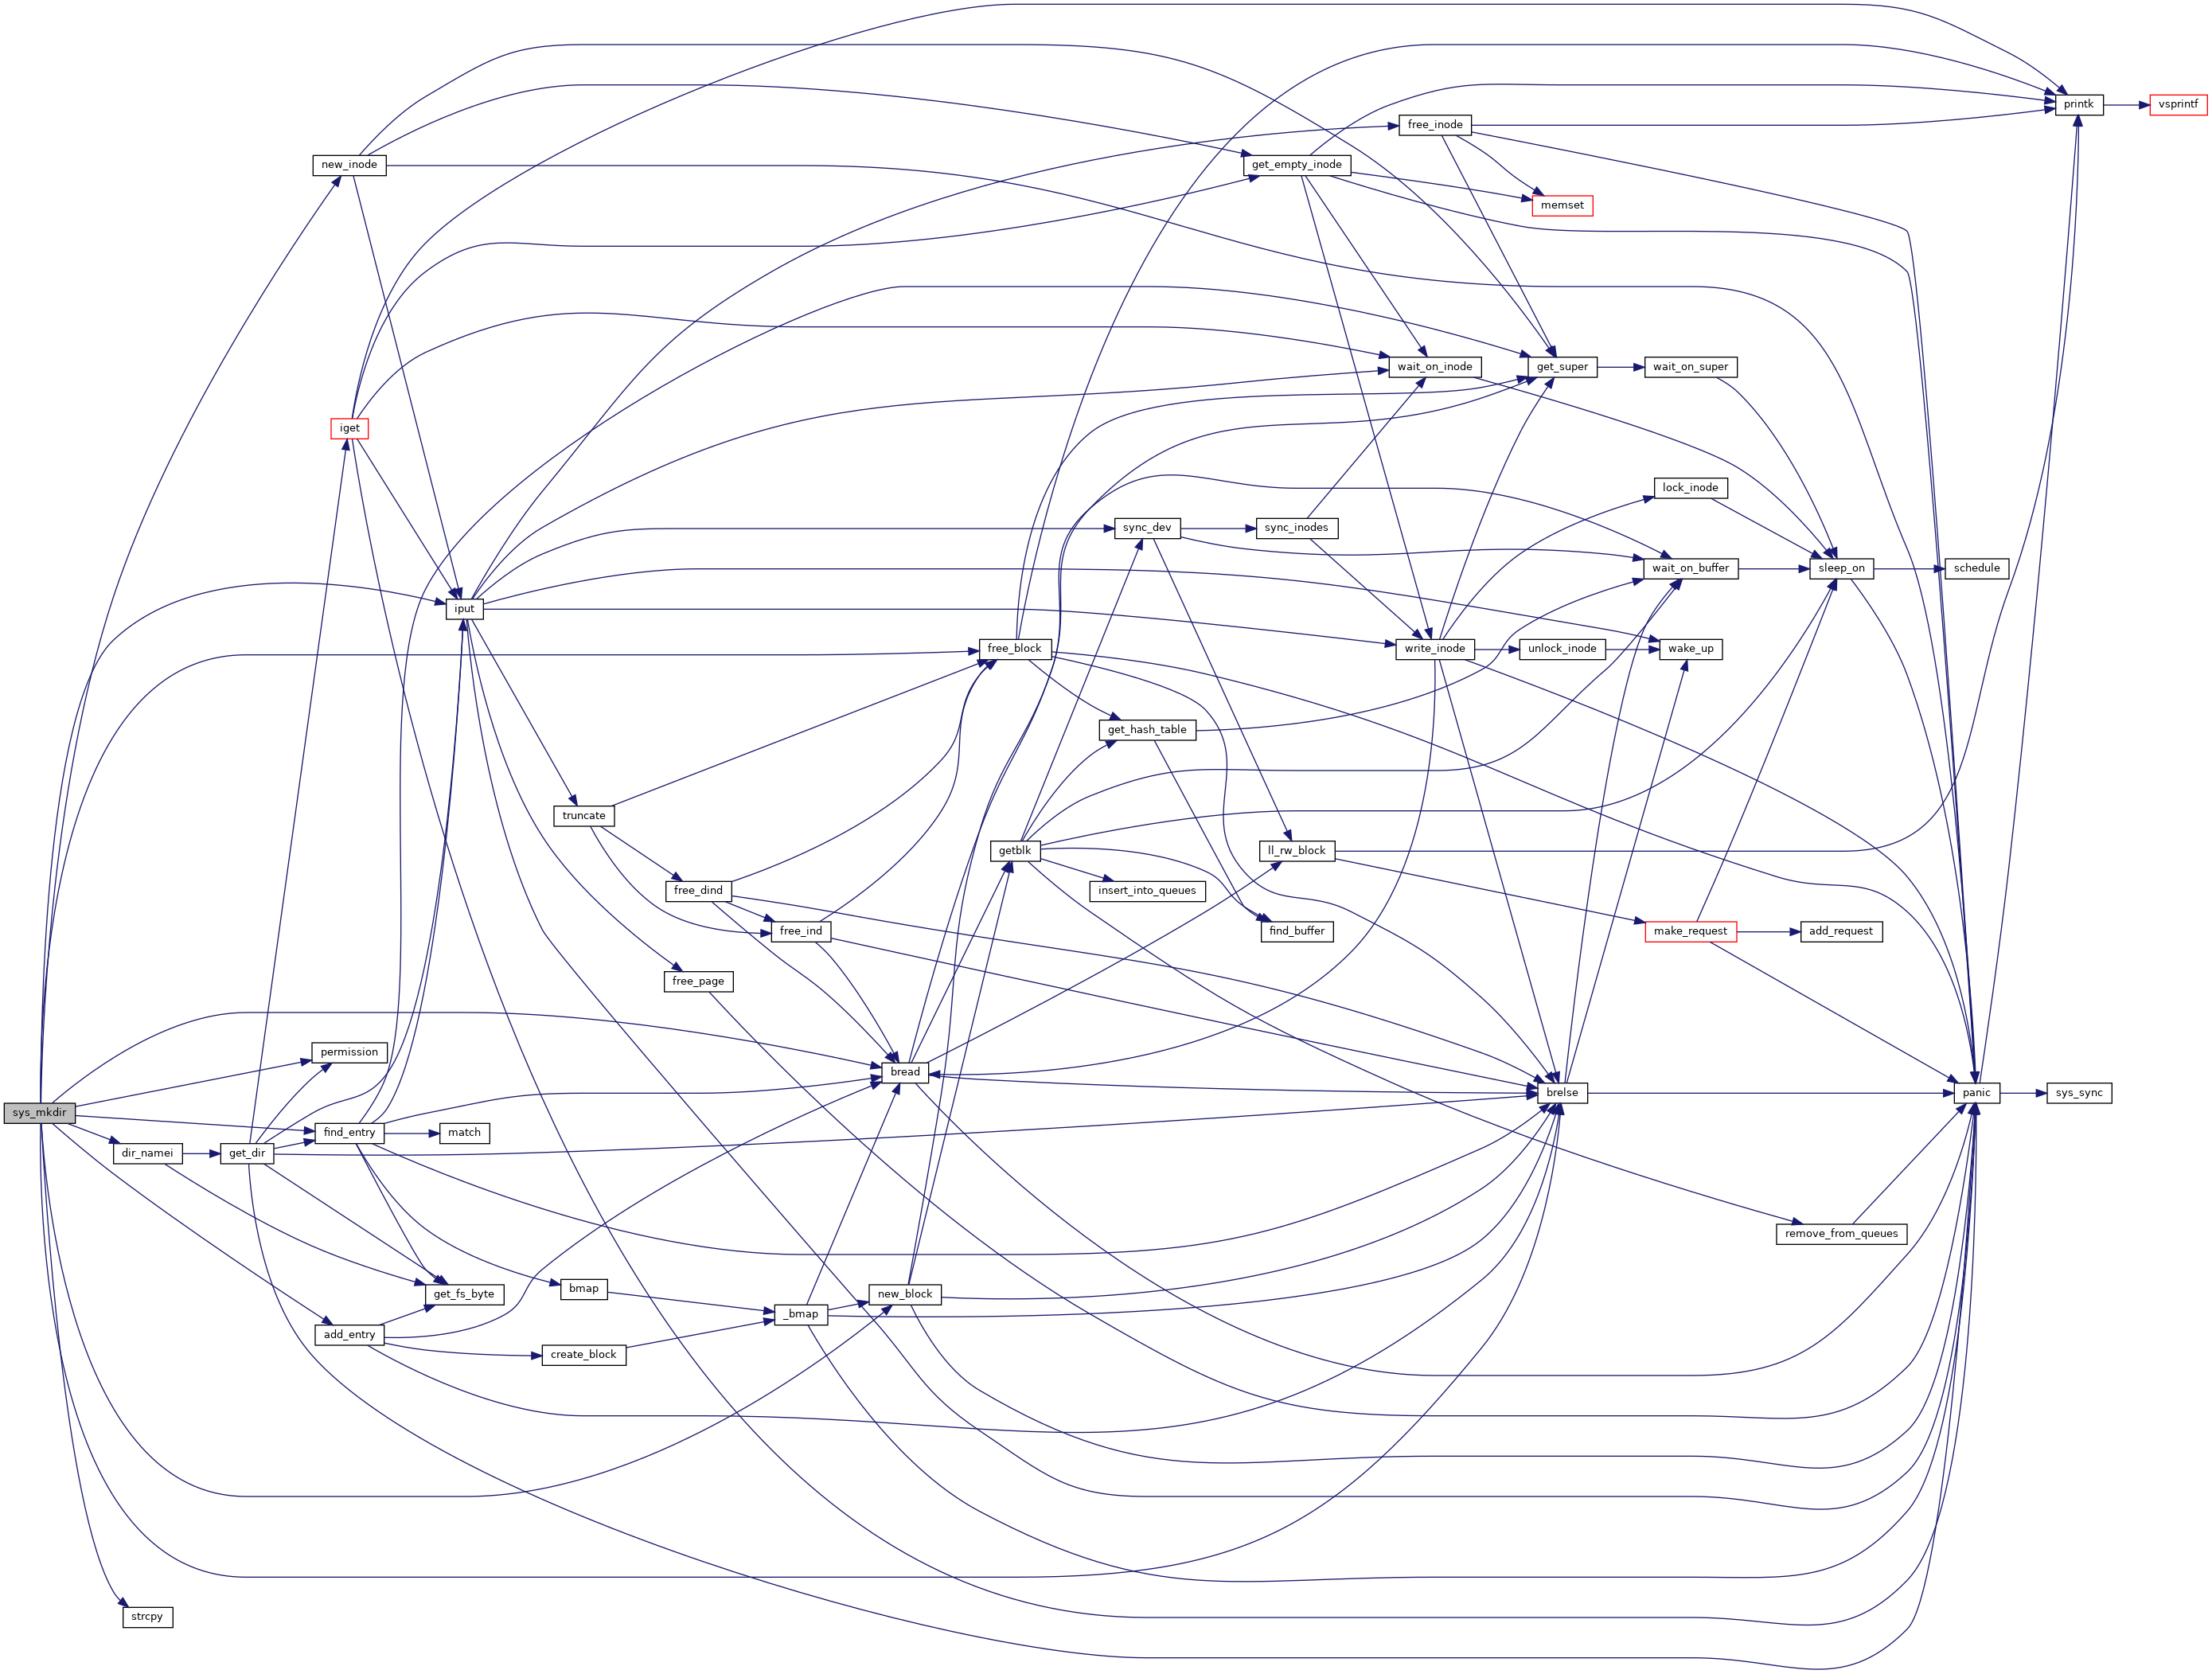 printk
vsprintf
free_inode
new_inode
get_empty_inode
memset
wait_on_inode
get_super
wait_on_super
iget
lock_inode
sync_dev
sync_inodes
wait_on_buffer
sleep_on
schedule
iput
free_block
write_inode
unlock_inode
wake_up
get_hash_table
truncate
getblk
ll_rw_block
free_dind
insert_into_queues
free_ind
find_buffer
make_request
add_request
free_page
permission
bread
brelse
panic
sys_sync
sys_mkdir
find_entry
match
dir_namei
get_dir
remove_from_queues
bmap
get_fs_byte
new_block
_bmap
add_entry
create_block
strcpy